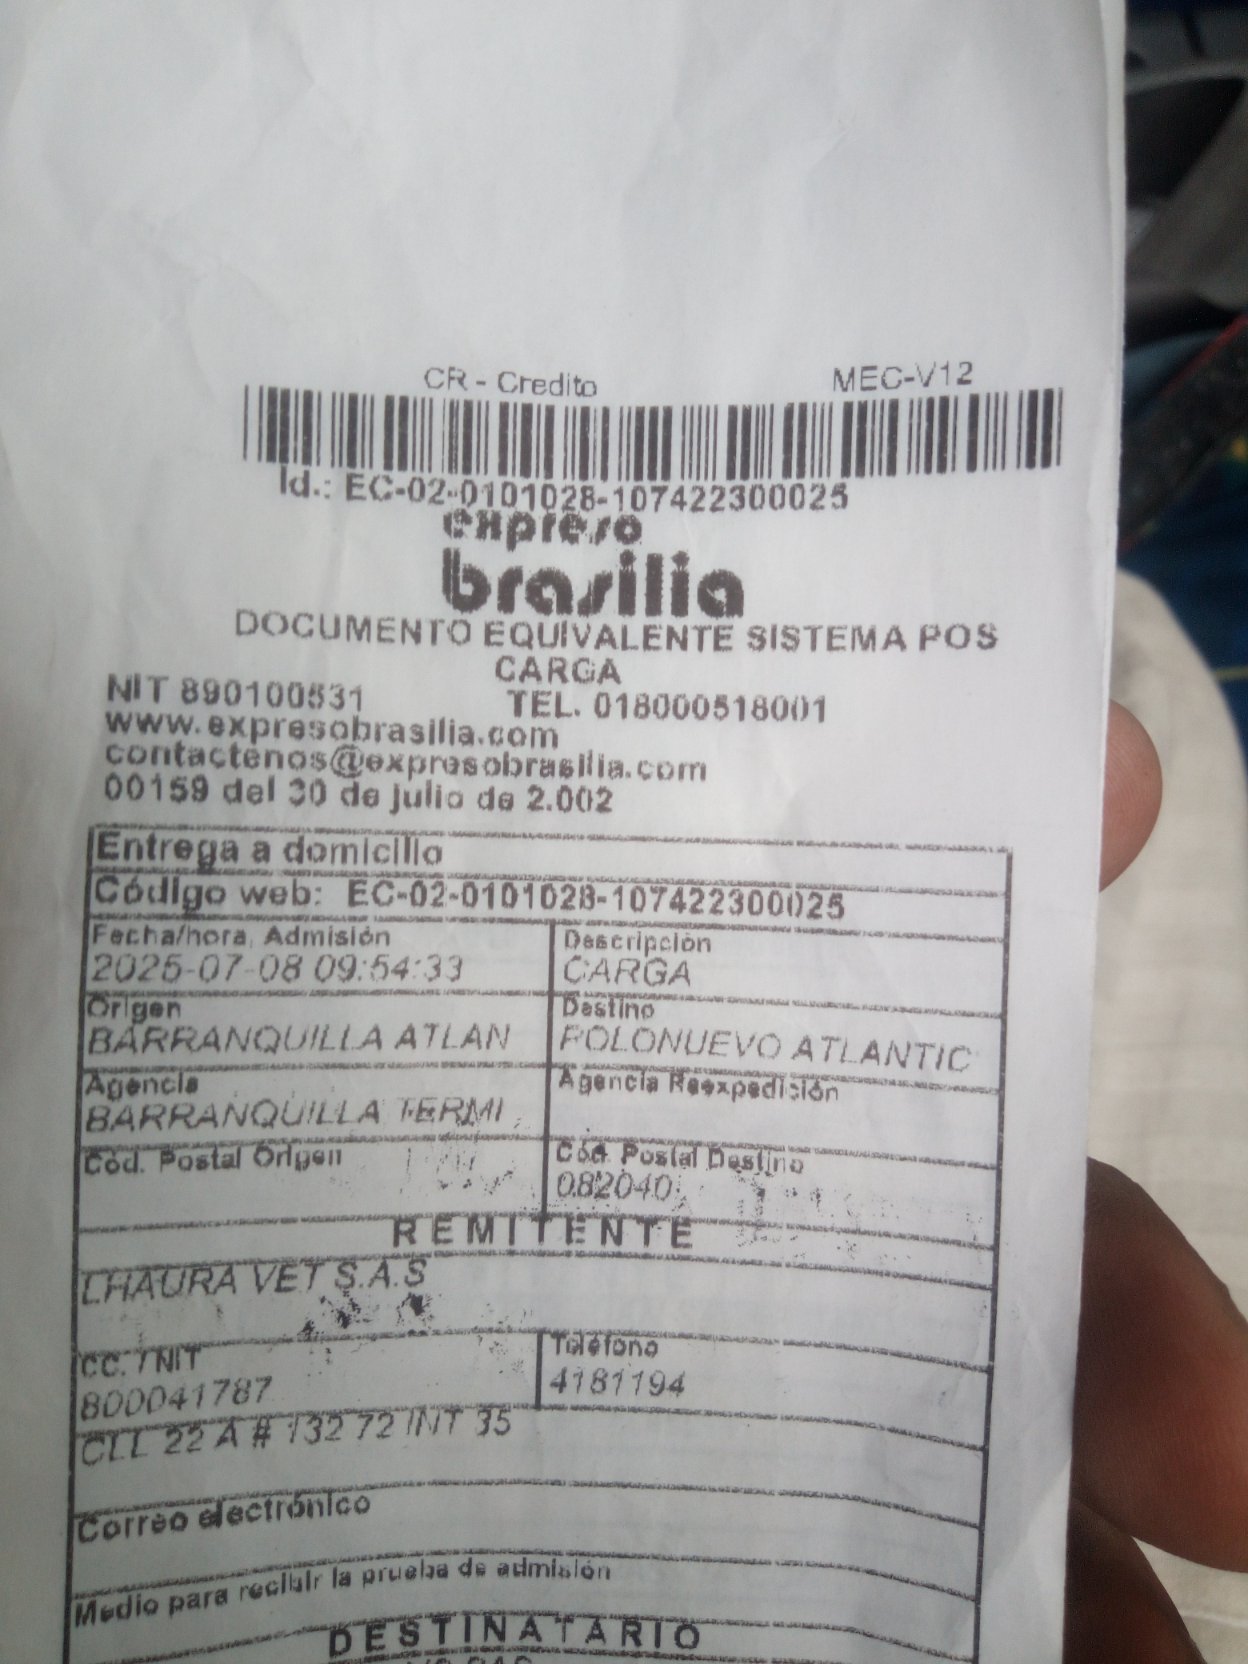 CR - Credito MEC-V12
Id.: EC-02-0101028-107422300025
expreso
brasilia
DOCUMENTO EQUIVALENTE SISTEMA POS
CARGA
NIT 890100531 TEL. 018000518001
www.expresobrasilia.com
contactenos@expresobrasilia.com
00159 del 30 de julio de 2.002
Entrega a domicilio
Código web: EC-02-0101028-107422300025
Fecha/hora, Admisión Descripción
2025-07-08 09:54:33 CARGA
Origen Destino
BARRANQUILLA ATLAN POLONUEVO ATLANTIC
Agencia Agencia Reexpedición
BARRANQUILLA TERMI
Cód. Postal Origen Cód. Postal Destino
082040
REMITENTE
LHAURA VET S.A.S
CC. / NIT Teléfono
800041787 4181194
CLL 22 A # 132 72 INT 35
Correo electrónico
Medio para recibir la prueba de admisión
DESTINATARIO